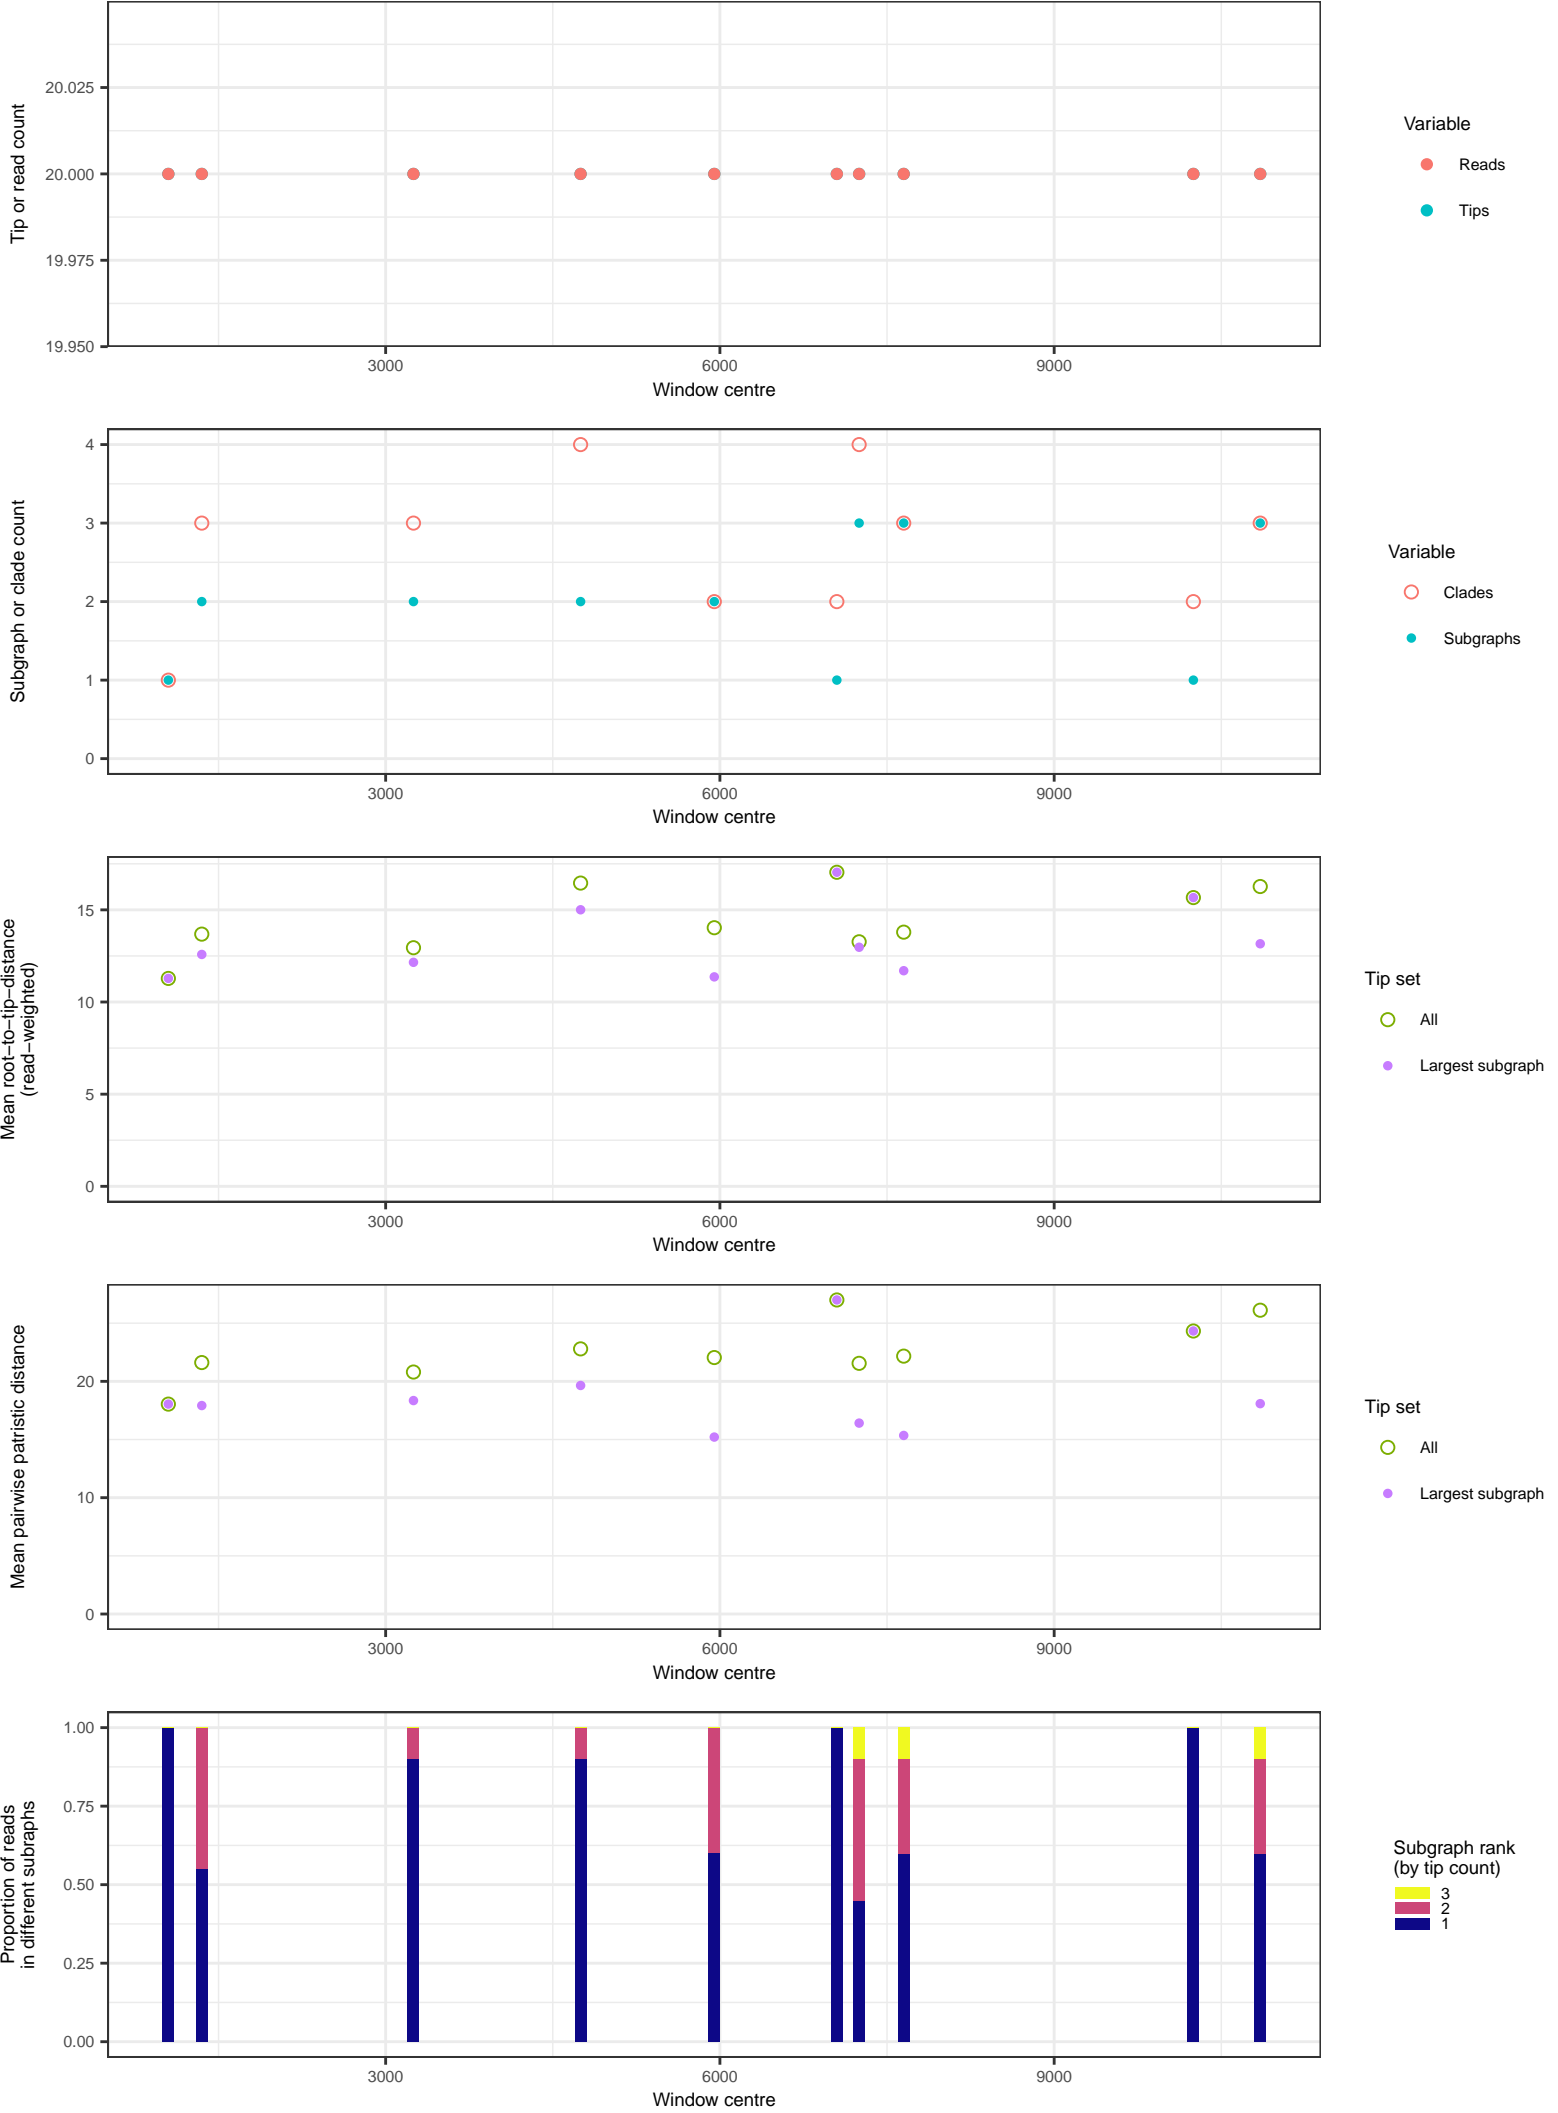 20.025
20.000
19.975
19.950
Tip or read count
3000 6000 9000
Window centre
Variable
Reads
Tips
4
3
2
1
0
Subgraph or clade count
3000 6000 9000
Window centre
Variable
Clades
Subgraphs
15
10
5
0
Mean root−to−tip−distance
(read−weighted)
3000 6000 9000
Window centre
Tip set
All
Largest subgraph
20
10
0
Mean pairwise patristic distance
3000 6000 9000
Window centre
Tip set
All
Largest subgraph
1.00
0.75
0.50
0.25
0.00
Proportion of reads
in different subraphs
3000 6000 9000
Window centre
Subgraph rank
(by tip count)
3
2
1